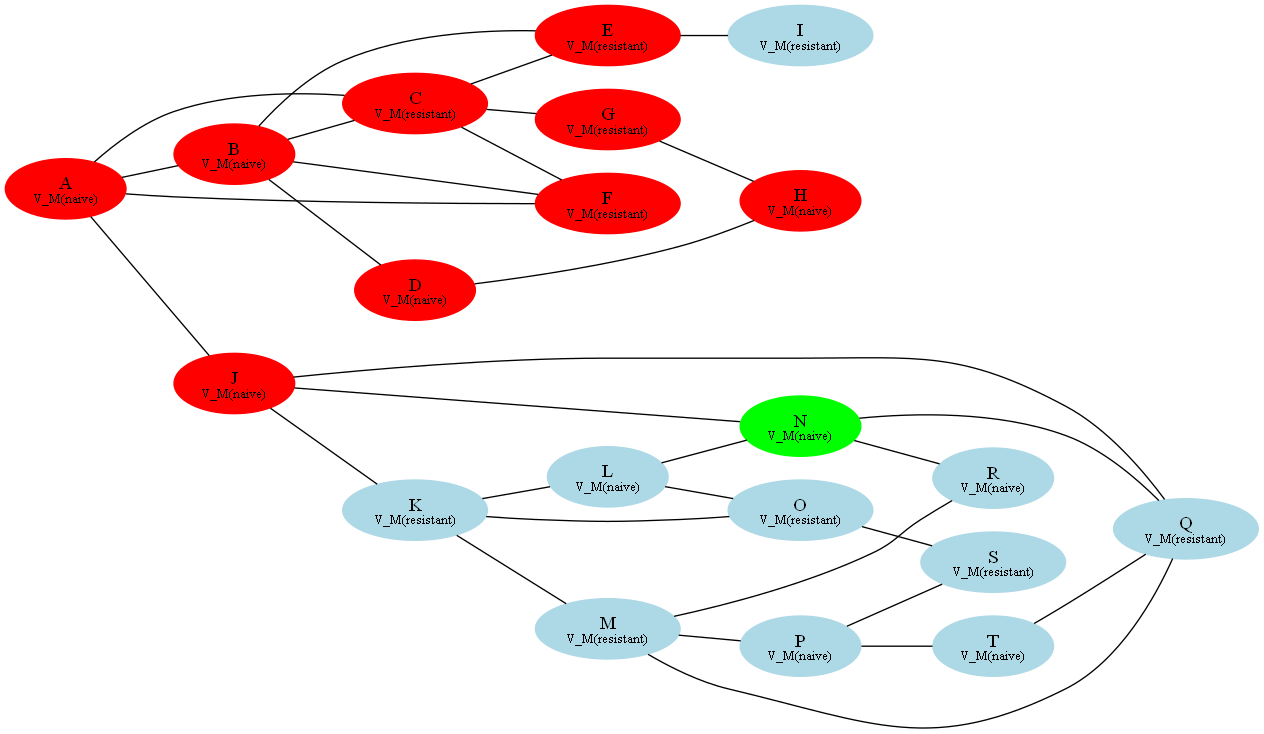 A
V_M(naive)
B
V_M(naive)
C
V_M(resistant)
E
V_M(resistant)
I
V_M(resistant)
G
V_M(resistant)
F
V_M(resistant)
H
V_M(naive)
D
V_M(naive)
J
V_M(naive)
K
V_M(resistant)
L
V_M(naive)
N
V_M(naive)
O
V_M(resistant)
M
V_M(resistant)
P
V_M(naive)
R
V_M(naive)
S
V_M(resistant)
T
V_M(naive)
Q
V_M(resistant)